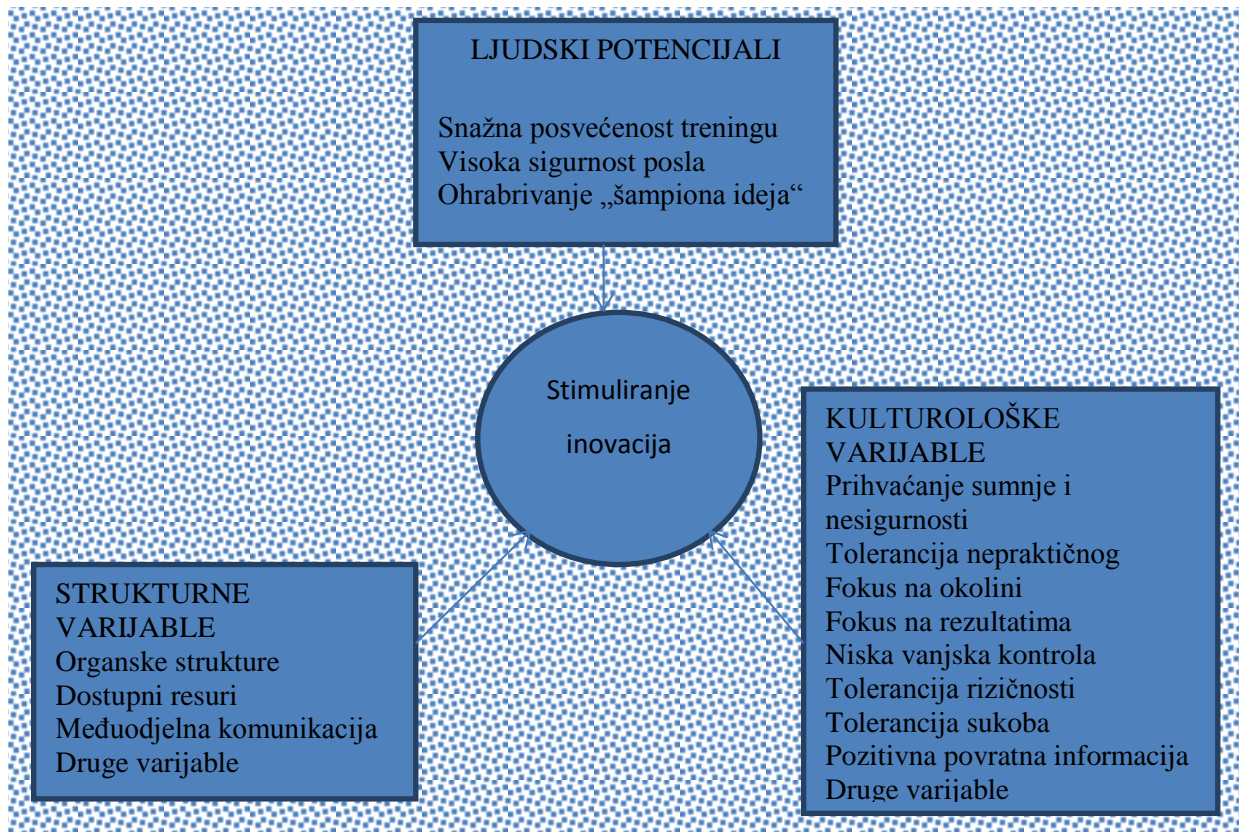 LJUDSKI POTENCIJALI
Snažna posvećenost treningu
Visoka sigurnost posla
Ohrabrivanje „šampiona ideja“
Stimuliranje
inovacija
STRUKTURNE
VARIJABLE
Organske strukture
Dostupni resuri
Međuodjelna komunikacija
Druge varijable
KULTUROLOŠKE
VARIJABLE
Prihvaćanje sumnje i
nesigurnosti
Tolerancija nepraktičnog
Fokus na okolini
Fokus na rezultatima
Niska vanjska kontrola
Tolerancija rizičnosti
Tolerancija sukoba
Pozitivna povratna informacija
Druge varijable